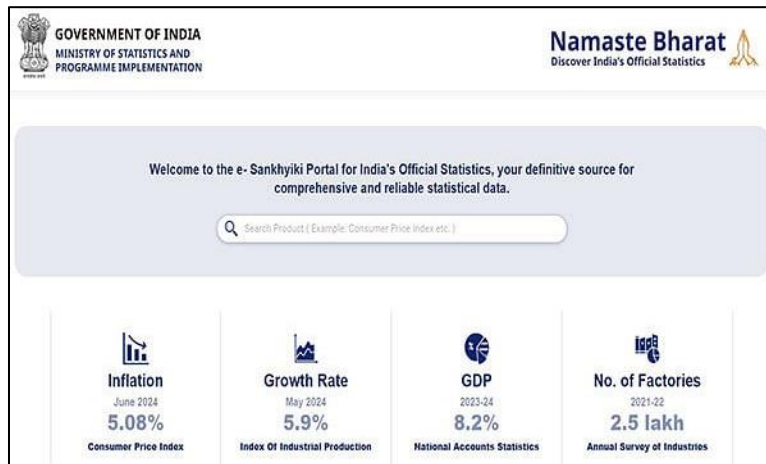 GOVERNMENT OF INDIA
MINISTRY OF STATISTICS AND
PROGRAMME IMPLEMENTATION
Namaste Bharat
Discover India's Official Statistics
Welcome to the e- Sankhyiki Portal for India's Official Statistics, your definitive source for
comprehensive and reliable statistical data.
Search Product ( Example: Consumer Price Index etc. )
Inflation
June 2024
5.08%
Consumer Price Index
Growth Rate
May 2024
5.9%
Index Of Industrial Production
GDP
2023-24
8.2%
National Accounts Statistics
No. of Factories
2021-22
2.5 lakh
Annual Survey of Industries